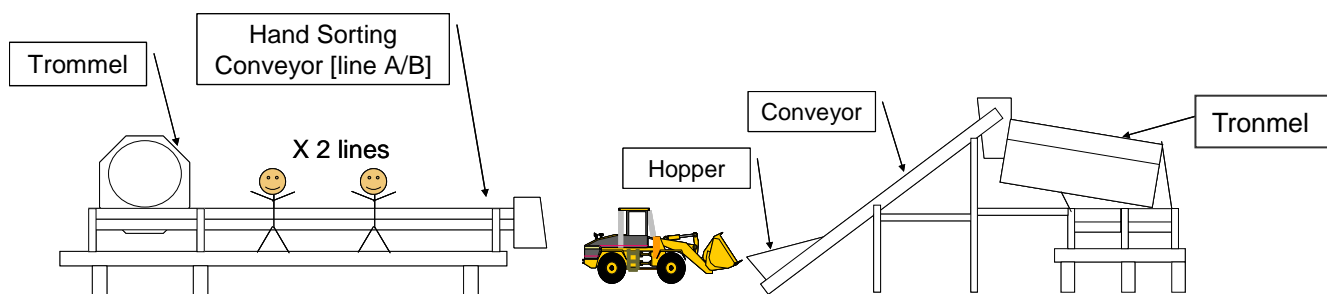 Trommel
Hand Sorting
Conveyor [line A/B]
X 2 lines
Hopper
Conveyor
Tronmel